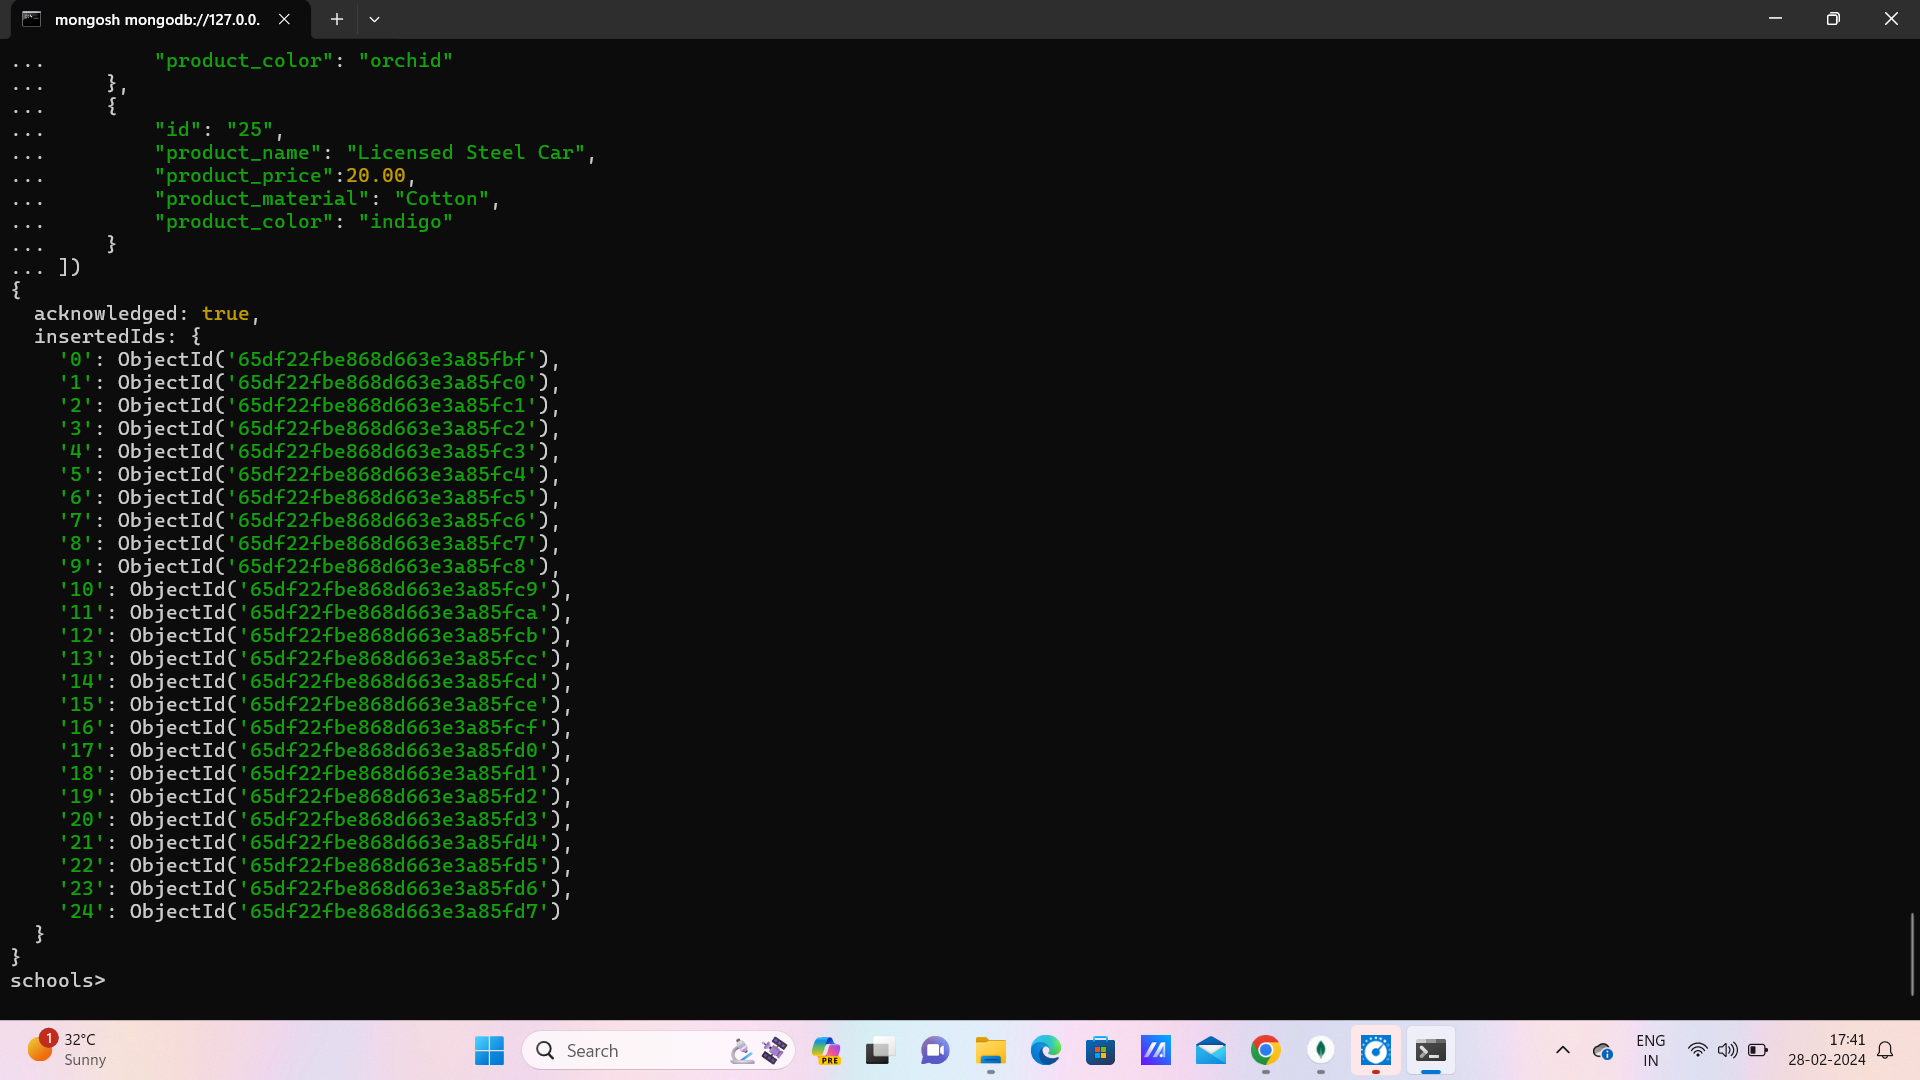 mongosh mongodb://127.0.0.
...         "product_color": "orchid"
...     },
...     {
...         "id": "25",
...         "product_name": "Licensed Steel Car",
...         "product_price":20.00,
...         "product_material": "Cotton",
...         "product_color": "indigo"
...     }
... ])
{
  acknowledged: true,
  insertedIds: {
    '0': ObjectId('65df22fbe868d663e3a85fbf'),
    '1': ObjectId('65df22fbe868d663e3a85fc0'),
    '2': ObjectId('65df22fbe868d663e3a85fc1'),
    '3': ObjectId('65df22fbe868d663e3a85fc2'),
    '4': ObjectId('65df22fbe868d663e3a85fc3'),
    '5': ObjectId('65df22fbe868d663e3a85fc4'),
    '6': ObjectId('65df22fbe868d663e3a85fc5'),
    '7': ObjectId('65df22fbe868d663e3a85fc6'),
    '8': ObjectId('65df22fbe868d663e3a85fc7'),
    '9': ObjectId('65df22fbe868d663e3a85fc8'),
    '10': ObjectId('65df22fbe868d663e3a85fc9'),
    '11': ObjectId('65df22fbe868d663e3a85fca'),
    '12': ObjectId('65df22fbe868d663e3a85fcb'),
    '13': ObjectId('65df22fbe868d663e3a85fcc'),
    '14': ObjectId('65df22fbe868d663e3a85fcd'),
    '15': ObjectId('65df22fbe868d663e3a85fce'),
    '16': ObjectId('65df22fbe868d663e3a85fcf'),
    '17': ObjectId('65df22fbe868d663e3a85fd0'),
    '18': ObjectId('65df22fbe868d663e3a85fd1'),
    '19': ObjectId('65df22fbe868d663e3a85fd2'),
    '20': ObjectId('65df22fbe868d663e3a85fd3'),
    '21': ObjectId('65df22fbe868d663e3a85fd4'),
    '22': ObjectId('65df22fbe868d663e3a85fd5'),
    '23': ObjectId('65df22fbe868d663e3a85fd6'),
    '24': ObjectId('65df22fbe868d663e3a85fd7')
  }
}
schools>
1
32°C
Sunny
Search
PRE
ENG
IN
17:41
28-02-2024